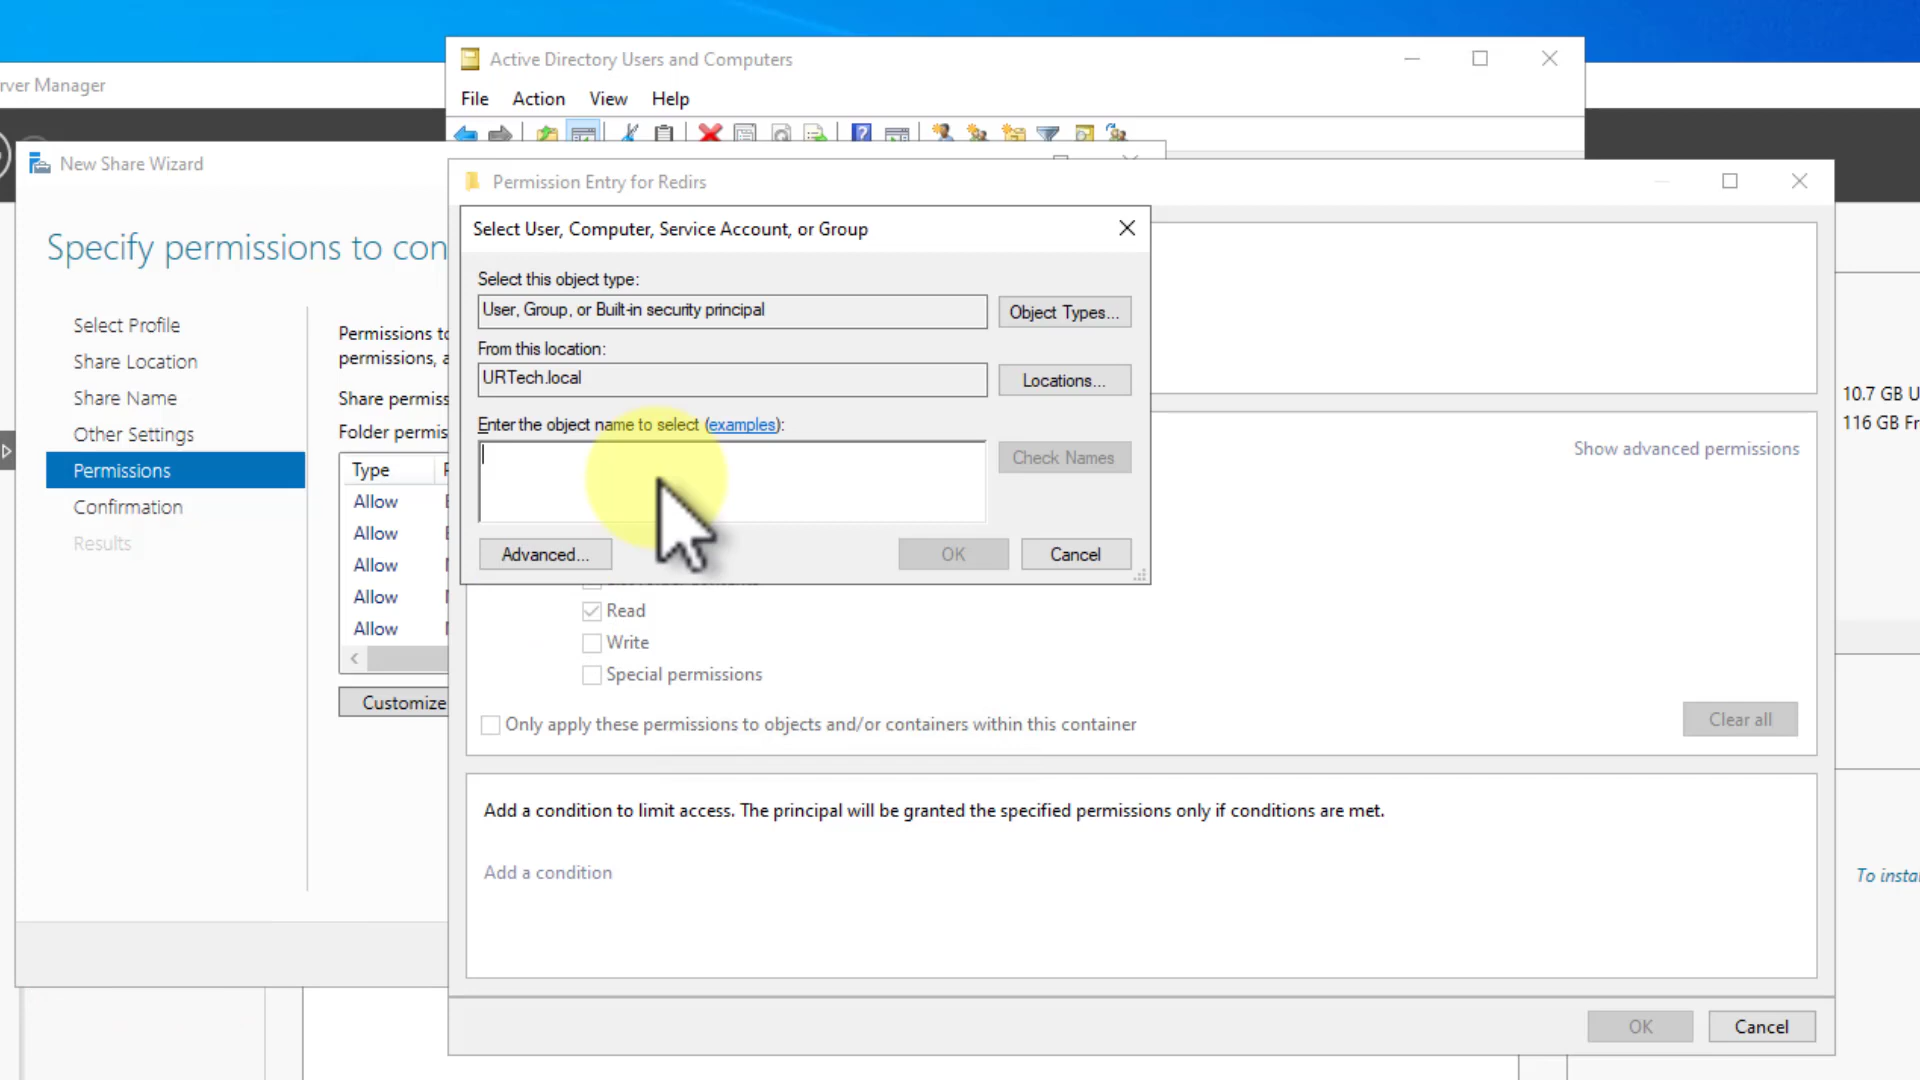 Active Directory Users and Computers
rver Manager
File Action View Help
New Share Wizard
Permission Entry for Redirs
Select User, Computer, Service Account, or Group
Specify permissions to con
Select this object type:
User, Group, or Built-in security principal
Object Types...
From this location:
URTech.local
Locations...
Enter the object name to select (examples):
Check Names
Advanced...
OK
Cancel
Select Profile
Share Location
Share Name
Other Settings
Permissions
Confirmation
Results
Permissions to
permissions, a
Share permiss
Folder permis
Type
Allow
Allow
Allow
Allow
Allow
Customize
10.7 GB U
116 GB Fr
Show advanced permissions
Read
Write
Special permissions
Only apply these permissions to objects and/or containers within this container
Clear all
Add a condition to limit access. The principal will be granted the specified permissions only if conditions are met.
Add a condition
To instal
OK
Cancel